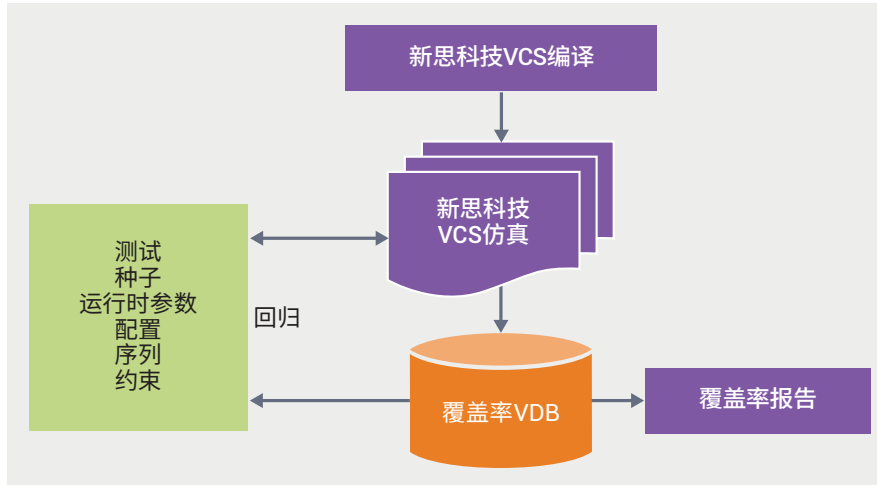 新思科技VCS编译
新思科技
VCS仿真
测试
种子
运行时参数
配置
序列
约束
回归
覆盖率VDB
覆盖率报告